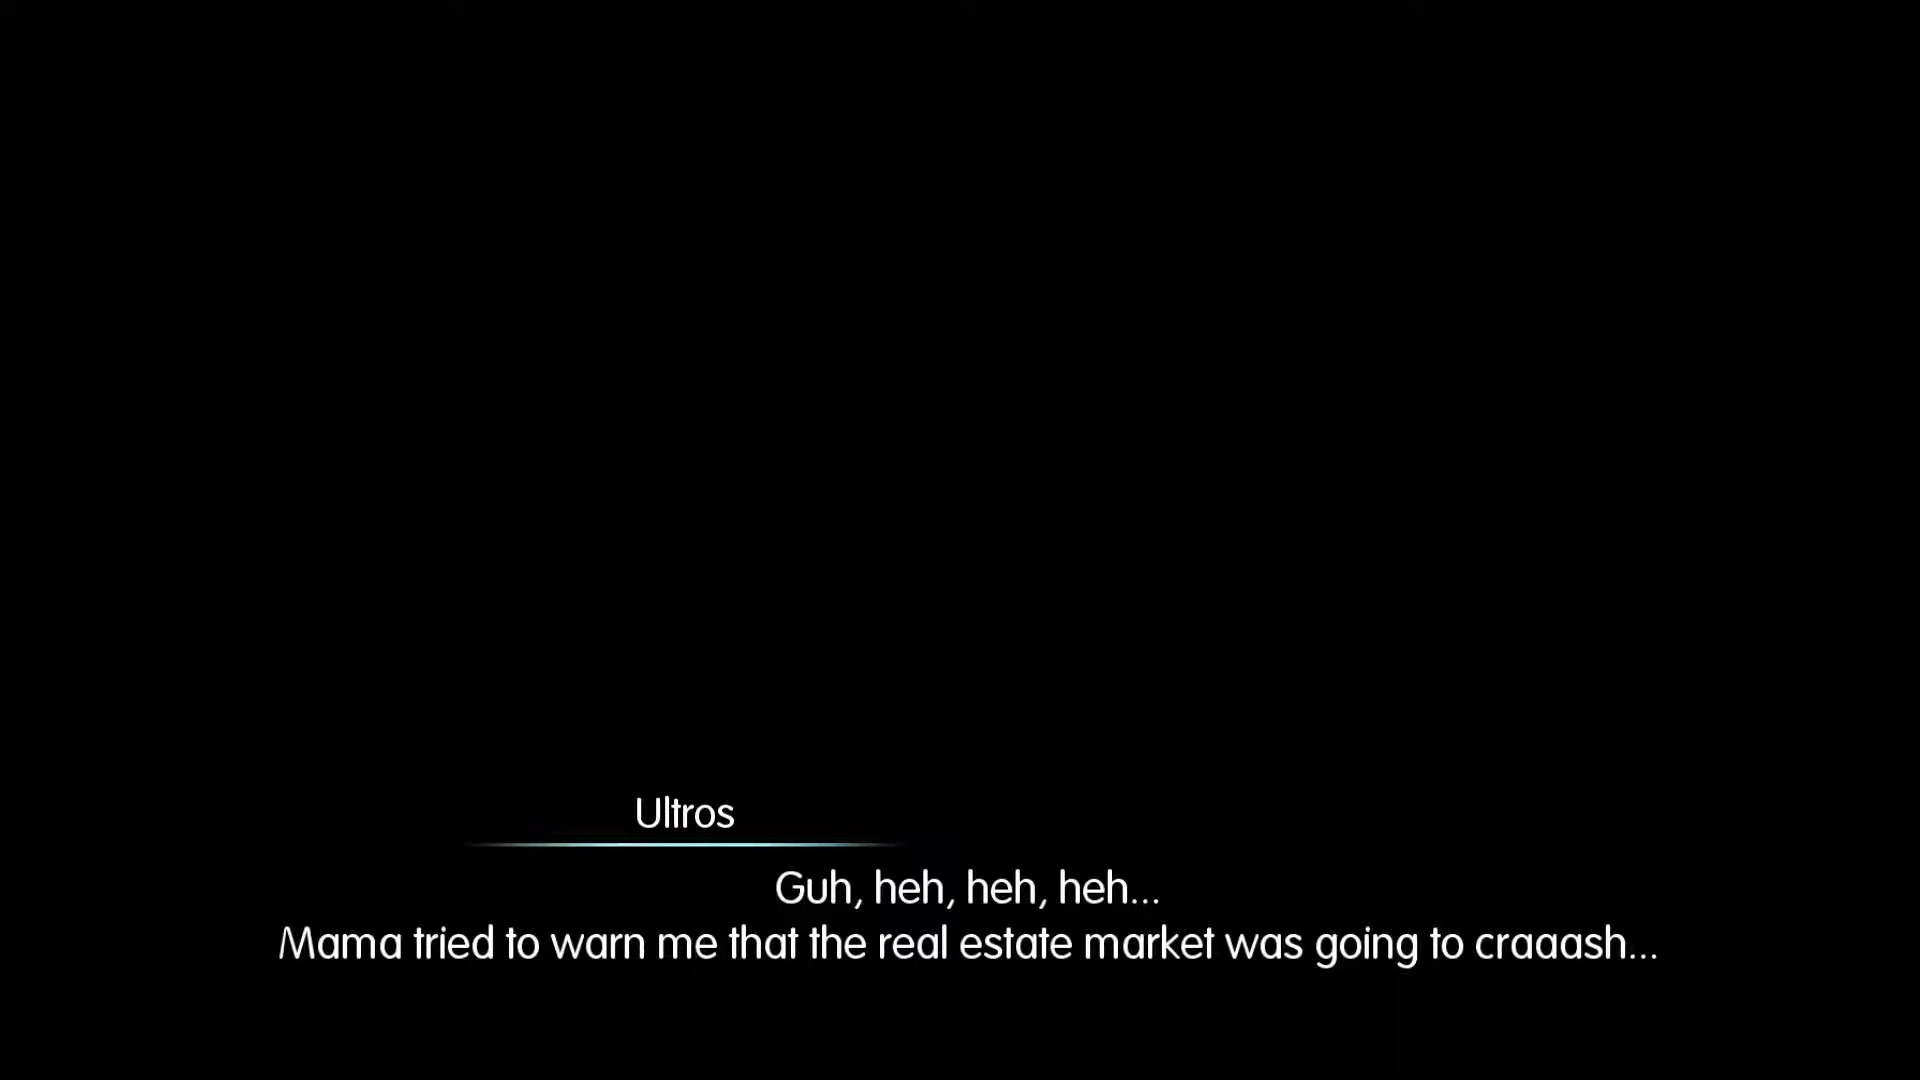 Ultros
Guh, heh, heh, heh...
Mama tried to warn me that the real estate market was going to craaash...